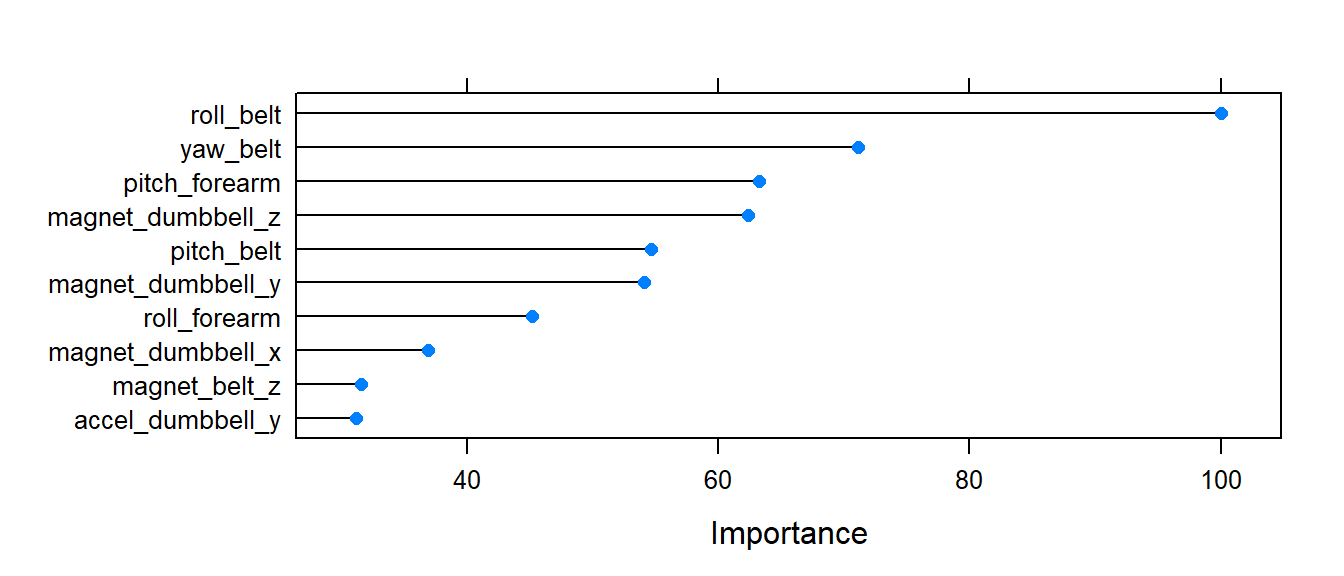 roll_belt
yaw_belt
pitch_forearm
magnet_dumbbell_z
pitch_belt
magnet_dumbbell_y
roll_forearm
magnet_dumbbell_x
magnet_belt_z
accel_dumbbell_y
40 60 80 100
Importance